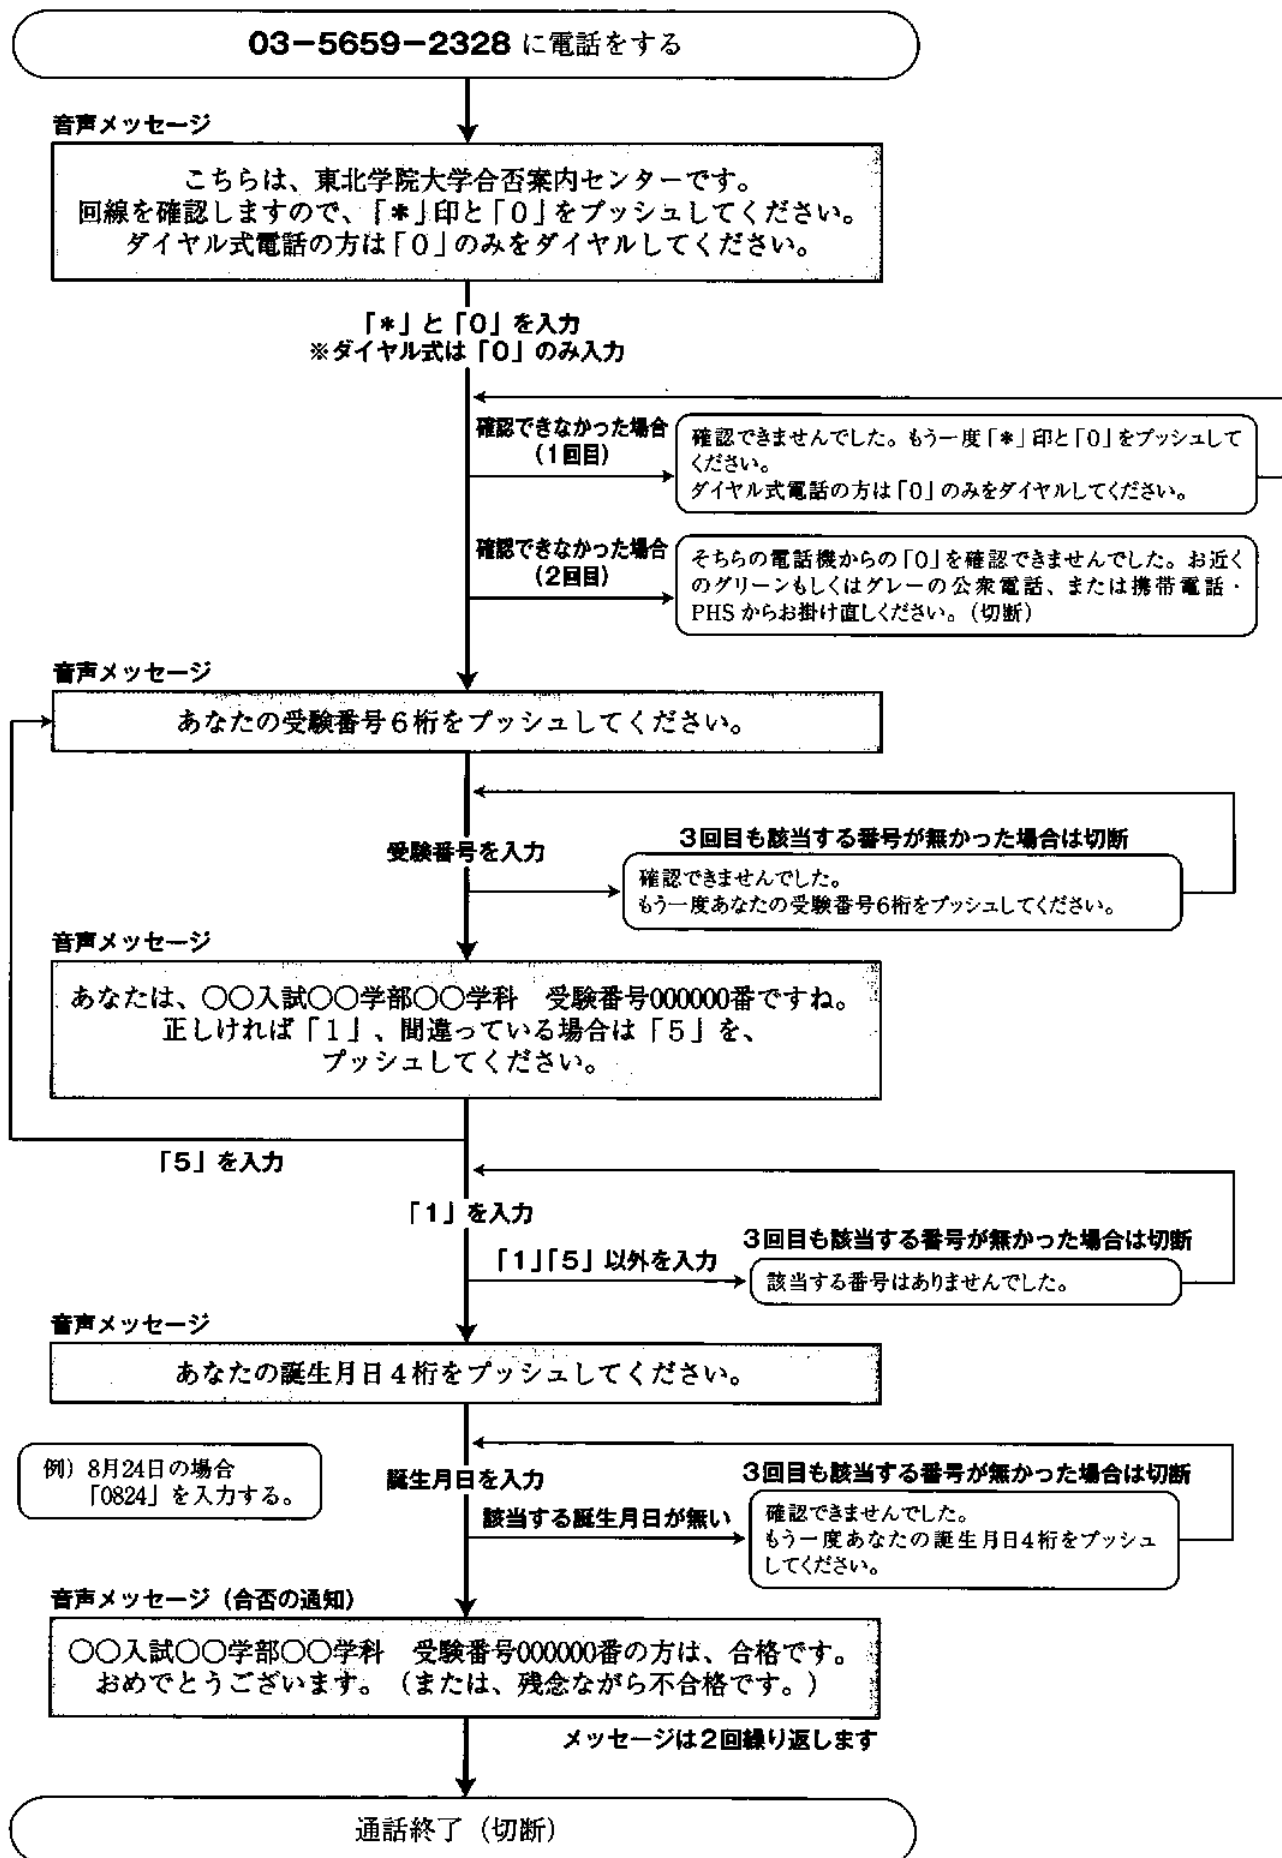 03-5659-2328 に電話をする
音声メッセージ
こちらは、東北学院大学合否案内センターです。
回線を確認しますので、「*」印と「0」をプッシュしてください。
ダイヤル式電話の方は「0」のみをダイヤルしてください。
「*」と「0」を入力
※ダイヤル式は「0」のみ入力
確認できなかった場合
(1回目)
確認できませんでした。もう一度「*」印と「0」をプッシュして
ください。
ダイヤル式電話の方は「0」のみをダイヤルしてください。
確認できなかった場合
(2回目)
そちらの電話機からの「0」を確認できませんでした。お近く
のグリーンもしくはグレーの公衆電話、または携帯電話・
PHSからお掛け直しください。(切断)
音声メッセージ
あなたの受験番号6桁をプッシュしてください。
受験番号を入力
3回目も該当する番号が無かった場合は切断
確認できませんでした。
もう一度あなたの受験番号6桁をプッシュしてください。
音声メッセージ
あなたは、〇〇入試〇〇学部〇〇学科　受験番号000000番ですね。
正しければ「1」、間違っている場合は「5」を、
プッシュしてください。
「5」を入力
「1」を入力
3回目も該当する番号が無かった場合は切断
「1」「5」以外を入力
該当する番号はありませんでした。
音声メッセージ
あなたの誕生月日4桁をプッシュしてください。
例) 8月24日の場合
「0824」を入力する。
誕生月日を入力
3回目も該当する番号が無かった場合は切断
該当する誕生月日が無い
確認できませんでした。
もう一度あなたの誕生月日4桁をプッシュ
してください。
音声メッセージ(合否の通知)
〇〇入試〇〇学部〇〇学科　受験番号000000番の方は、合格です。
おめでとうございます。(または、残念ながら不合格です。)
メッセージは2回繰り返します
通話終了(切断)